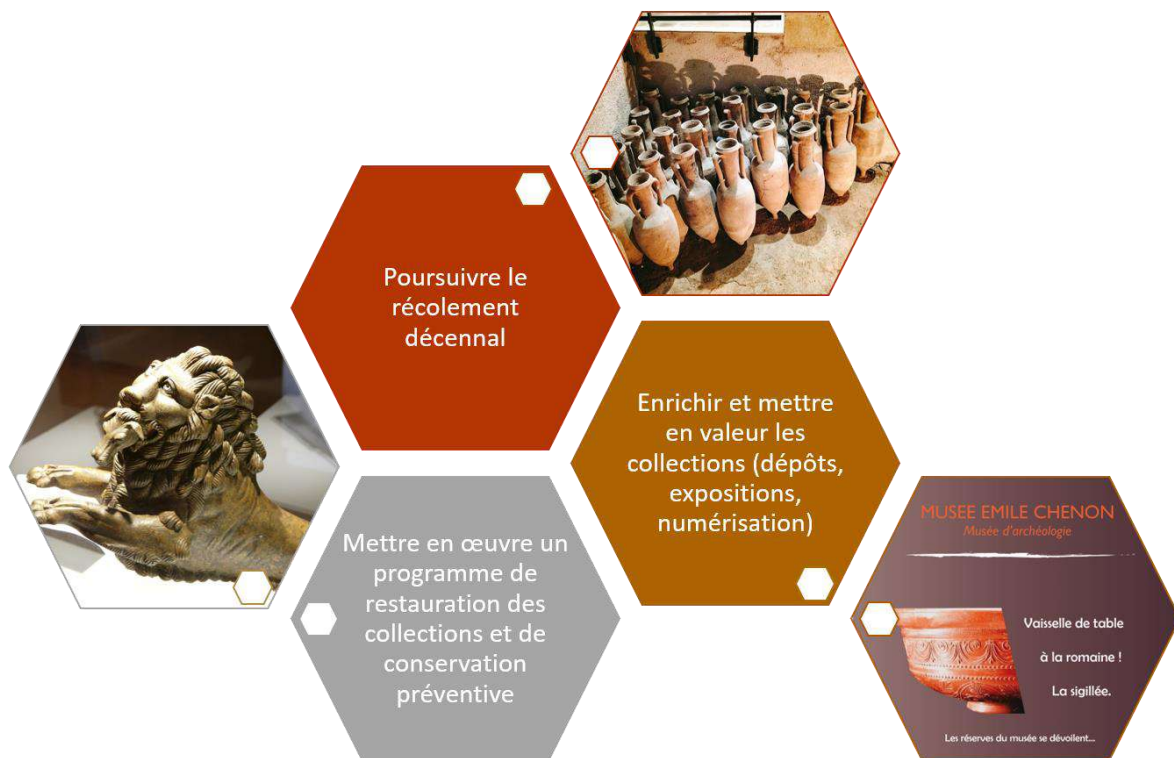 Poursuivre le
récolement
décennal
Enrichir et mettre
en valeur les
collections (dépôts,
expositions,
numérisation)
Mettre en œuvre un
programme de
restauration des
collections et de
conservation
préventive
MUSEE EMILE CHENON
Musée d'archéologie
Vaisselle de table
à la romaine !
La sigillée.
Les réserves du musée se dévoilent...